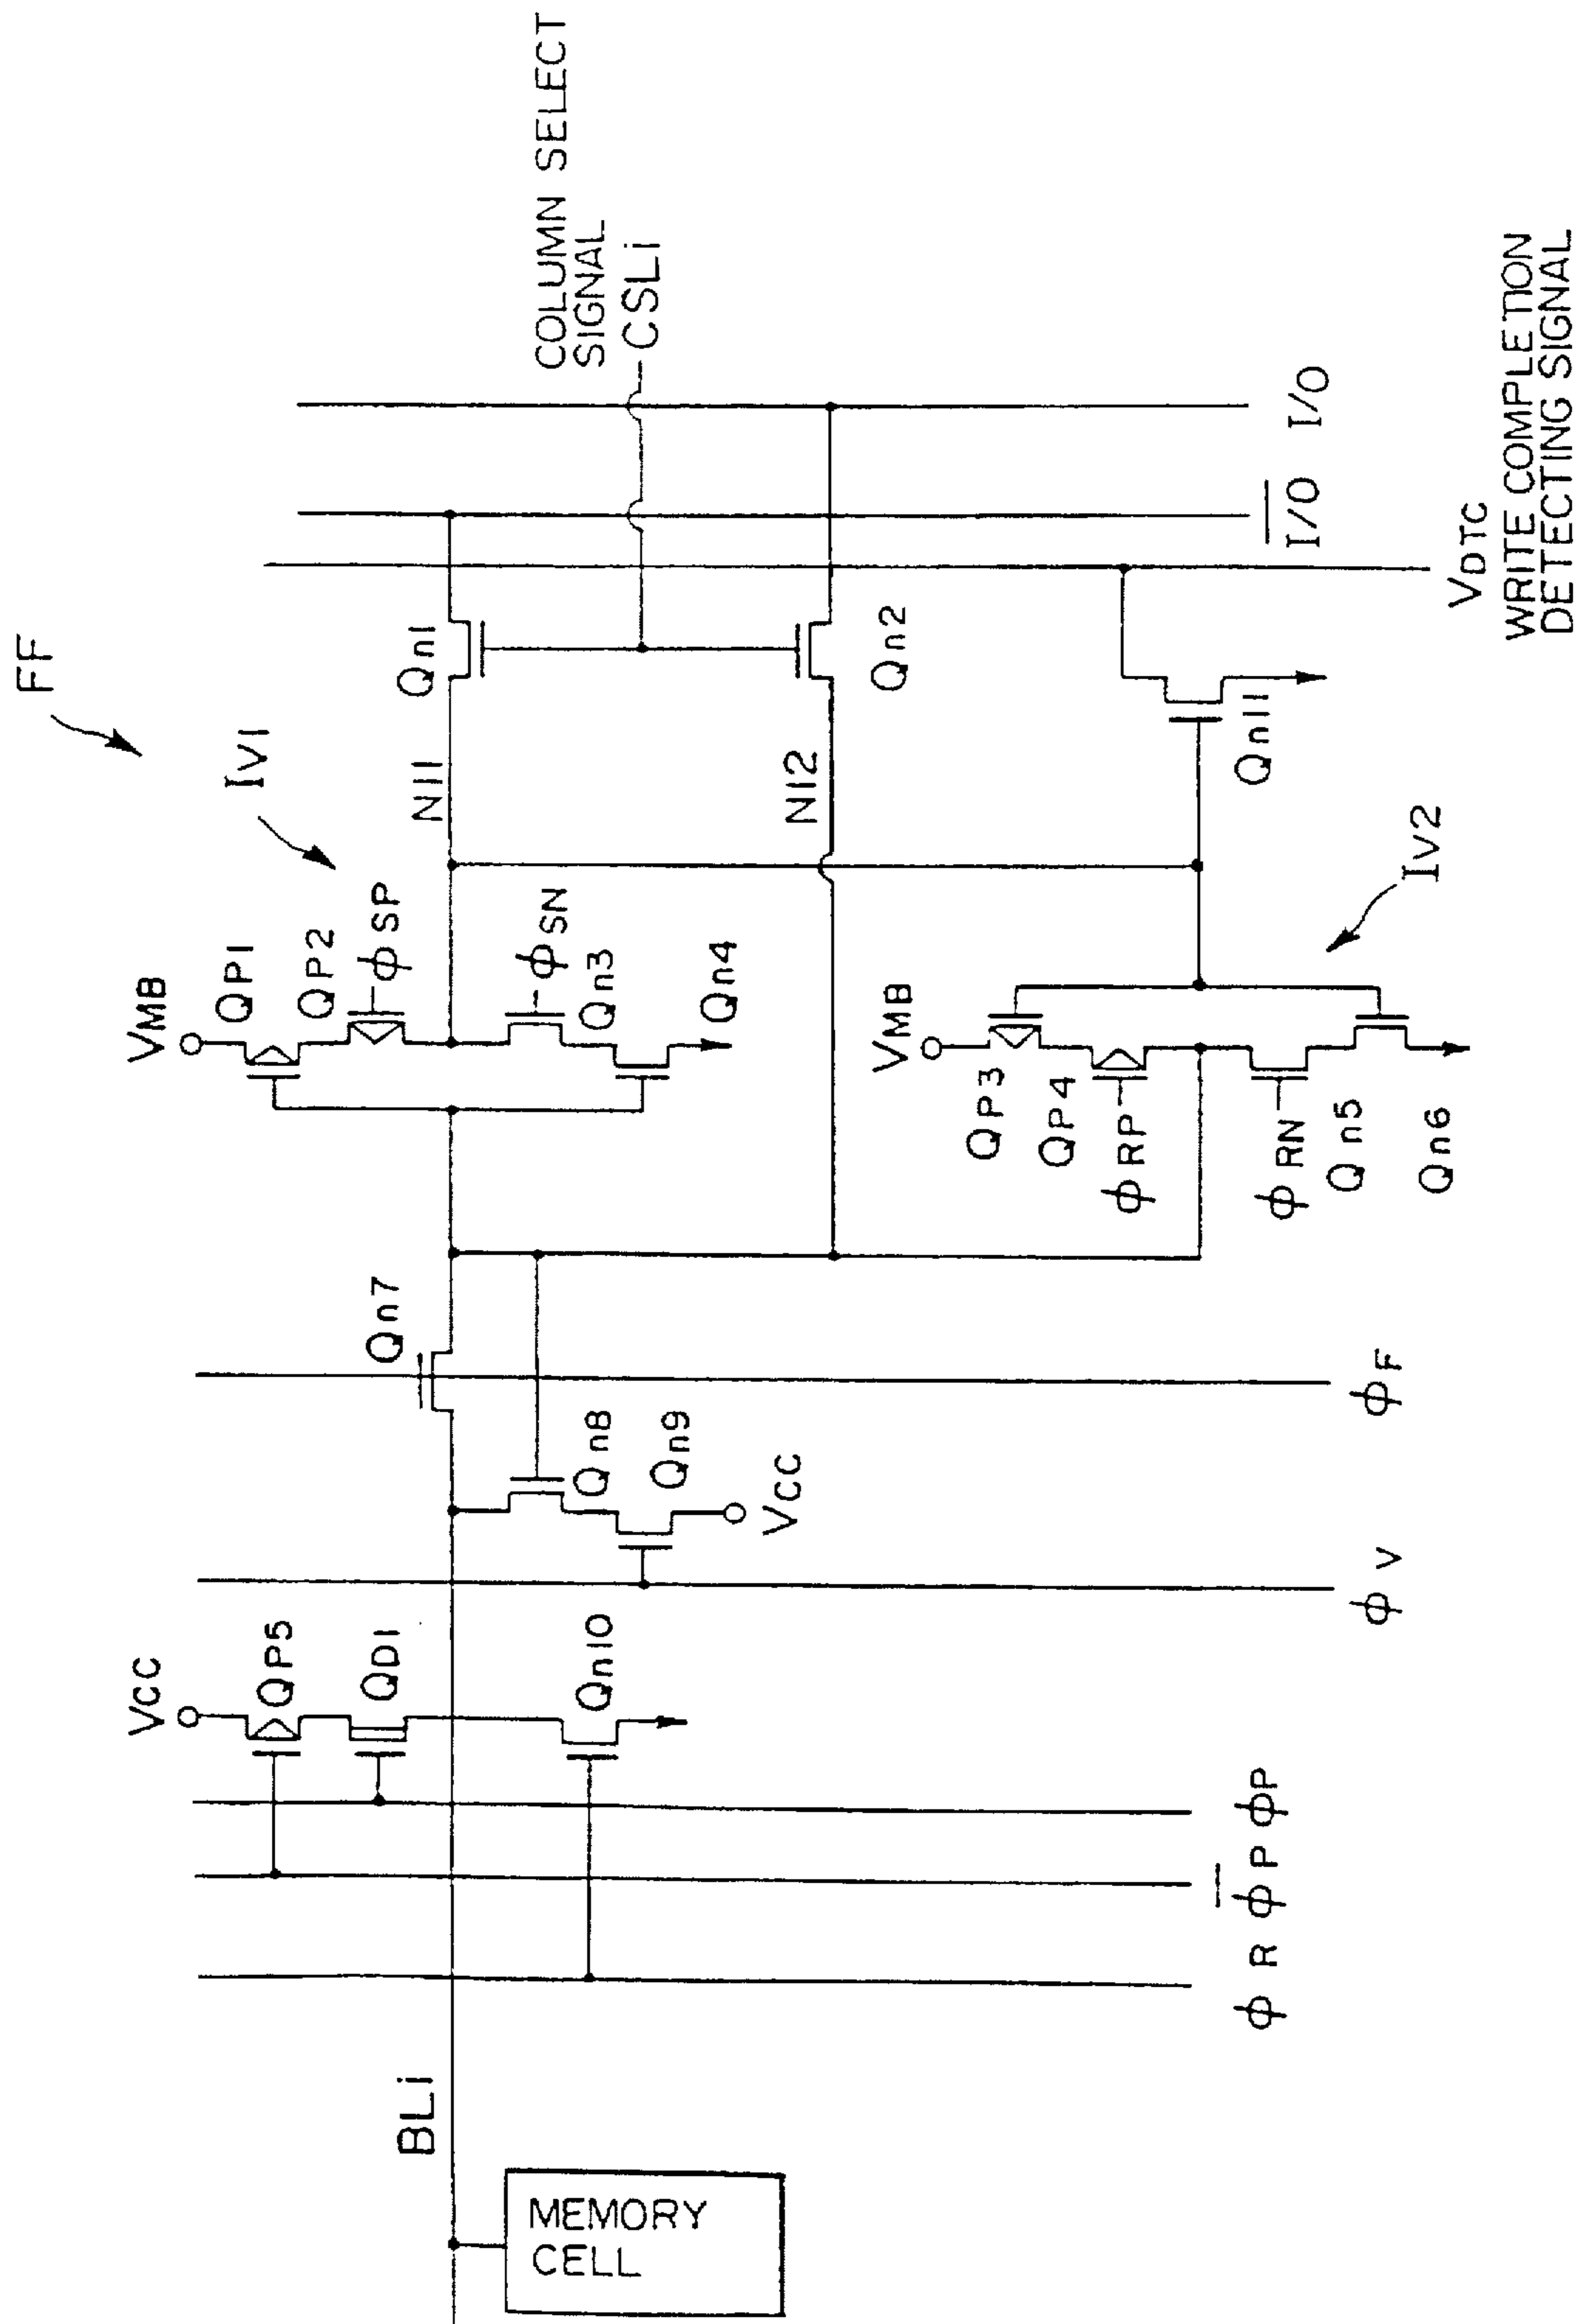 FF
IV1
VMB
QP1
QP2
φSP
φSN
Qn3
Qn4
N11
Qn1
COLUMN SELECT
SIGNAL
CSLi
N12
Qn2
Qn11
IV2
VMB
QP3
QP4
φRP
φRN
Qn5
Qn6
I/O
I/O
VDTC
WRITE COMPLETION
DETECTING SIGNAL
Qn7
φF
Qn8
Qn9
VCC
φV
VCC
QP5
QD1
Qn10
φP
φP
φR
BLi
MEMORY
CELL